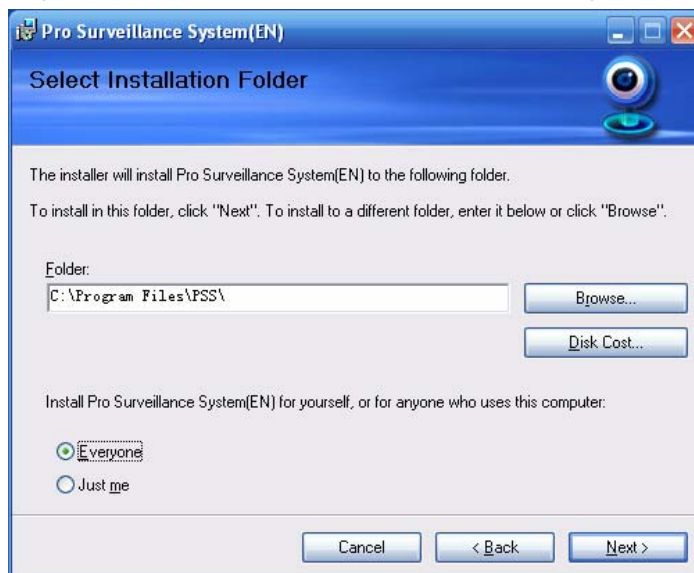 Pro Surveillance System(EN)
Select Installation Folder
The installer will install Pro Surveillance System(EN) to the following folder.
To install in this folder, click "Next". To install to a different folder, enter it below or click "Browse".
Folder:
C:\Program Files\PSS\
Browse...
Disk Cost...
Install Pro Surveillance System(EN) for yourself, or for anyone who uses this computer:
Everyone
Just me
Cancel
< Back
Next >